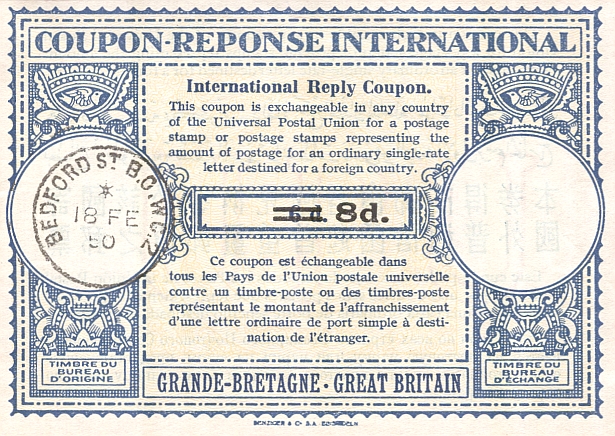 COUPON-REPONSE INTERNATIONAL
International Reply Coupon.
This coupon is exchangeable in any country
of the Universal Postal Union for a postage
stamp or postage stamps representing the
amount of postage for an ordinary single-rate
letter destined for a foreign country.
BEDFORD ST. B.O. W.C.2
18 FE
50
6d. 8d.
Ce coupon est échangeable dans
tous les Pays de l'Union postale universelle
contre un timbre-poste ou des timbres-poste
représentant le montant de l'affranchissement
d'une lettre ordinaire de port simple à desti-
nation de l'étranger.
TIMBRE DU
BUREAU
D'ORIGINE
TIMBRE DU
BUREAU
D'ÉCHANGE
GRANDE-BRETAGNE · GREAT BRITAIN
BENZIGER & Co S.A. EINSIEDELN